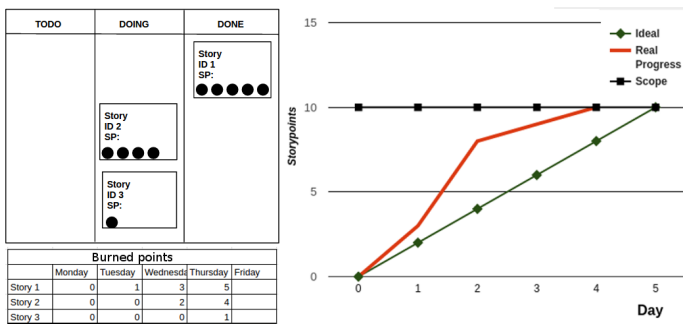 TODO DOING DONE
Story
ID 1
SP:
Story
ID 2
SP:
Story
ID 3
SP:
Burned points
Monday Tuesday Wednesda Thursday Friday
Story 1 0 1 3 5
Story 2 0 0 2 4
Story 3 0 0 0 1
Ideal
Real
Progress
Scope
Storypoints
15
10
5
0
0 1 2 3 4 5
Day